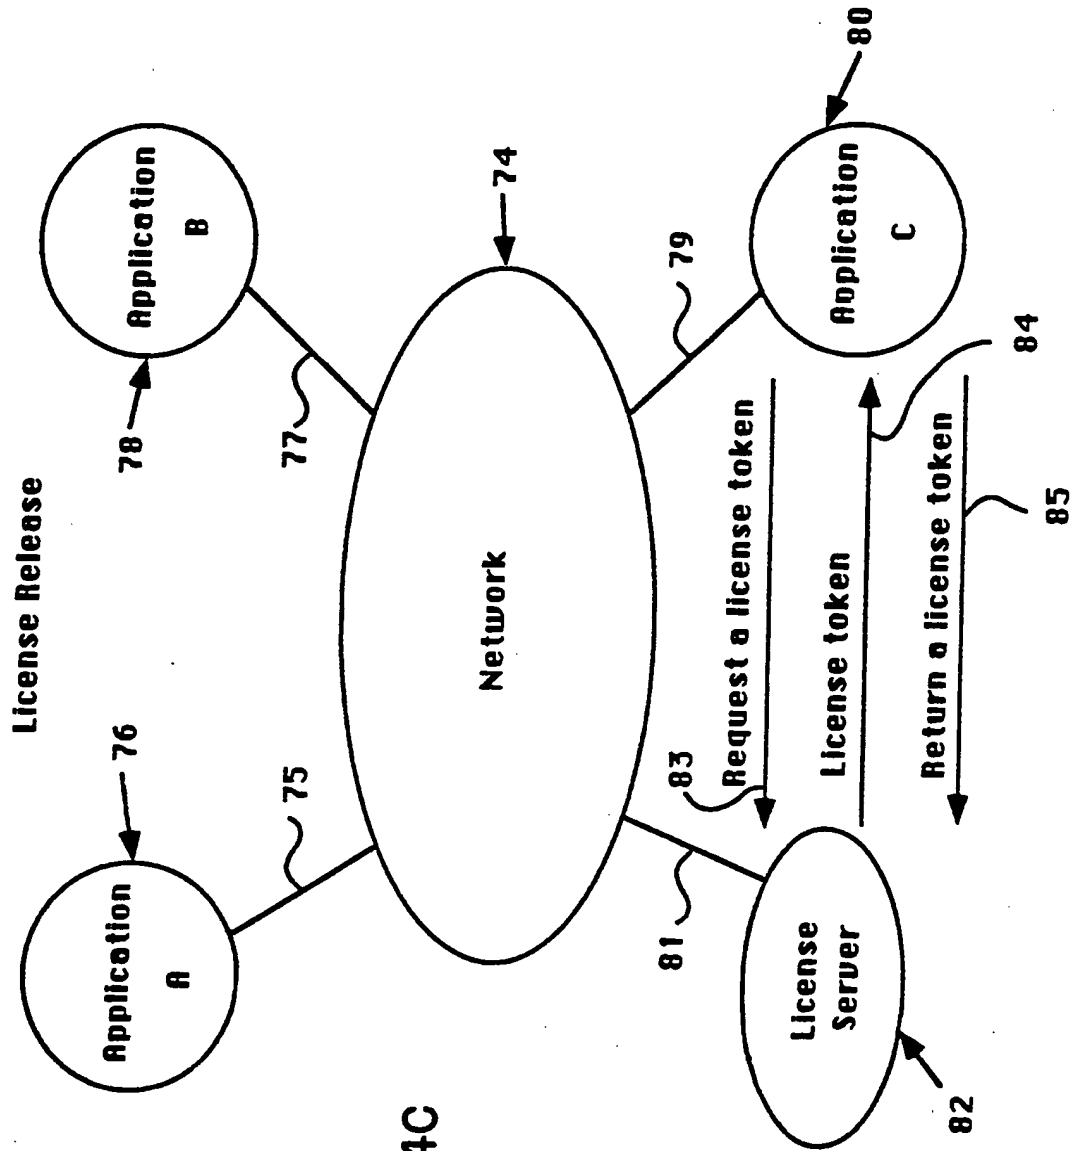 License Release
76
78
Application
A
Application
B
75
77
4C
Network
74
81
83
79
Request a license token
License
Server
License token
Application
C
80
82
Return a license token
84
85